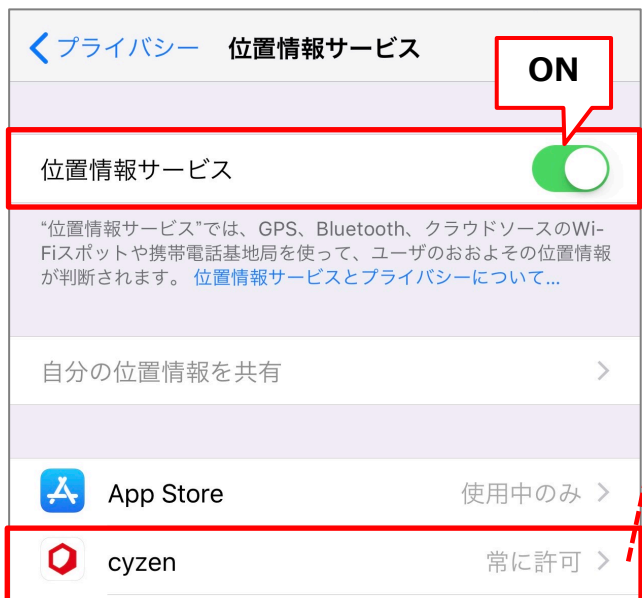 プライバシー 位置情報サービス
ON
位置情報サービス
“位置情報サービス”では、GPS、Bluetooth、クラウドソースのWi-
Fiスポットや携帯電話基地局を使って、ユーザのおおよその位置情報
が判断されます。 位置情報サービスとプライバシーについて...
自分の位置情報を共有
App Store 使用中のみ
cyzen 常に許可